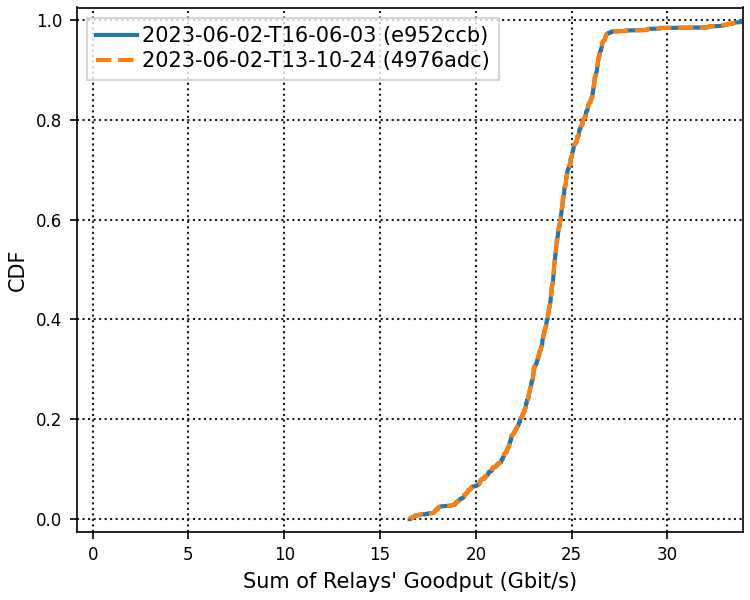 2023-06-02-T16-06-03 (e952ccb)
2023-06-02-T13-10-24 (4976adc)
1.0
0.8
0.6
0.4
0.2
0.0
CDF
0 5 10 15 20 25 30
Sum of Relays' Goodput (Gbit/s)